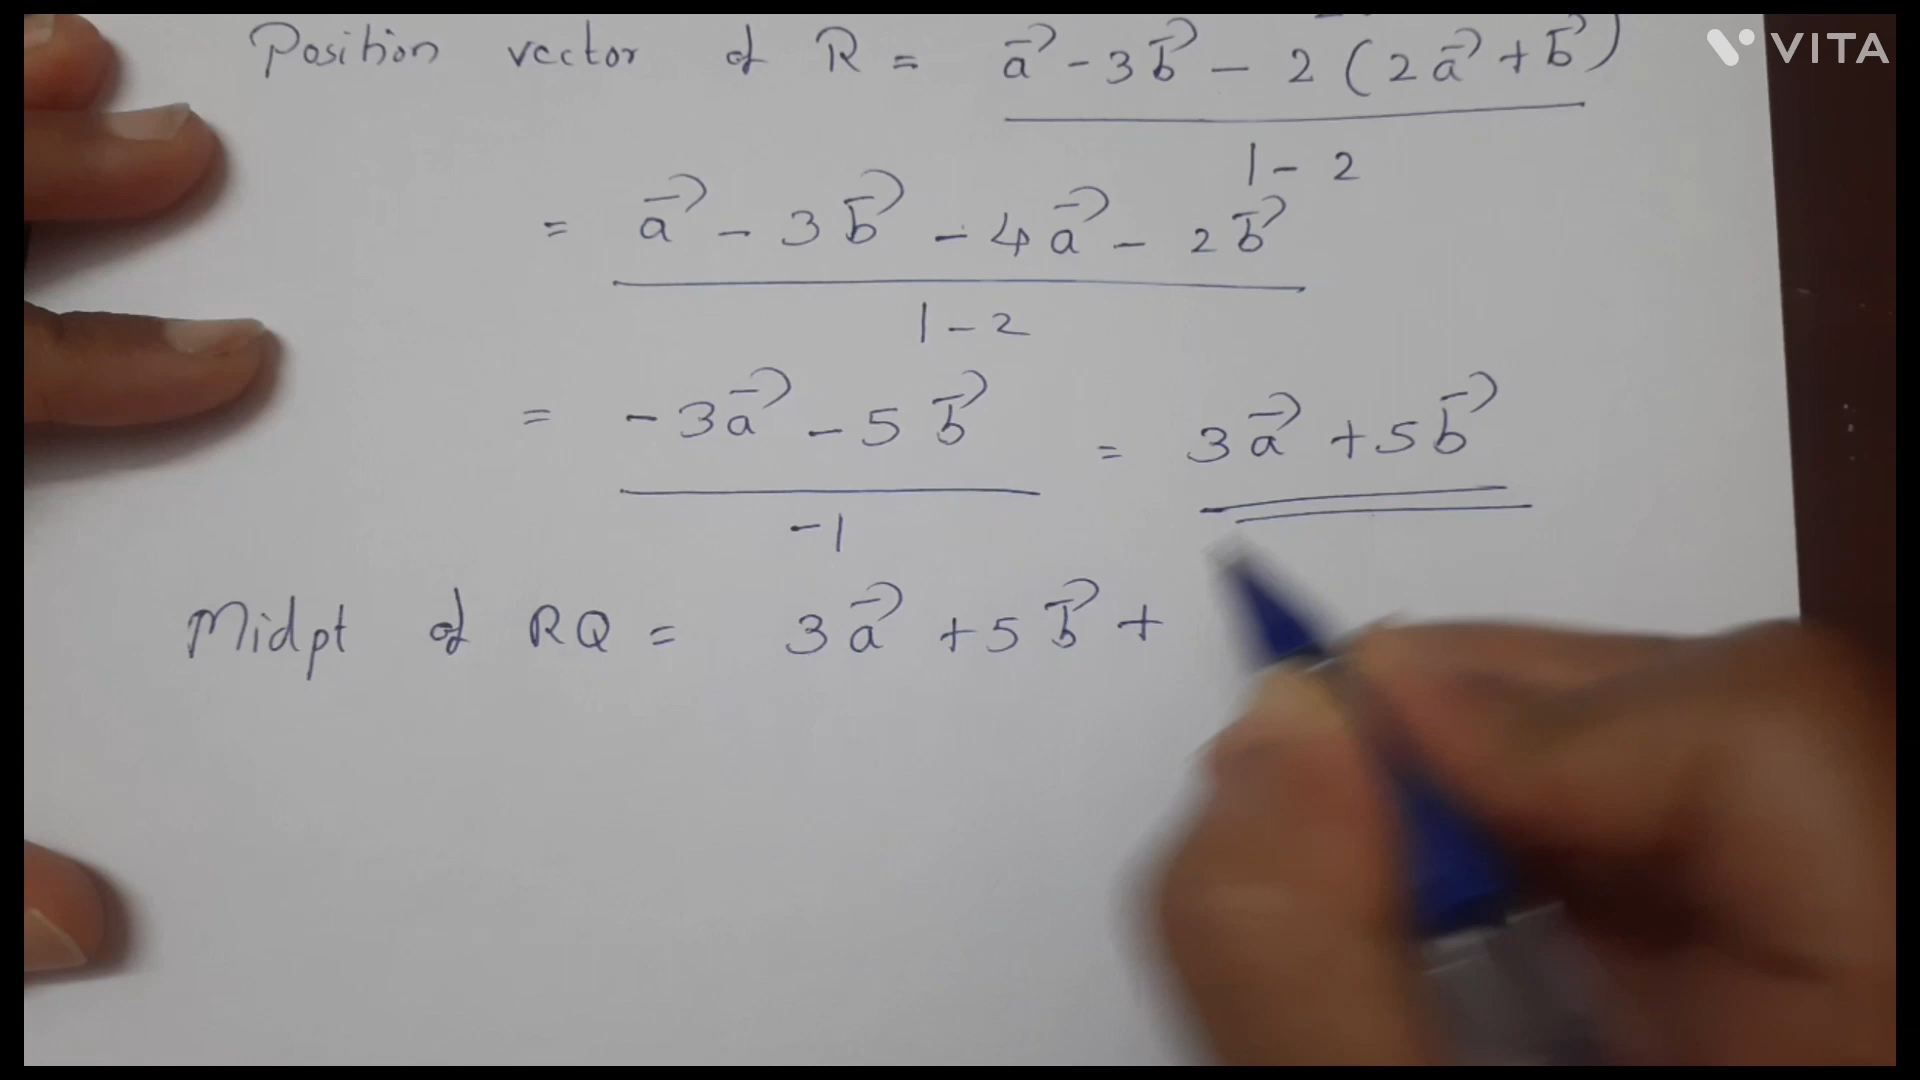 Position vector of R = a⃗ - 3b⃗ - 2(2a⃗ + b⃗)
VITA
1 - 2
= a⃗ - 3b⃗ - 4a⃗ - 2b⃗
1 - 2
= -3a⃗ - 5b⃗ = 3a⃗ + 5b⃗
-1
Midpt of RQ = 3a⃗ + 5b⃗ +